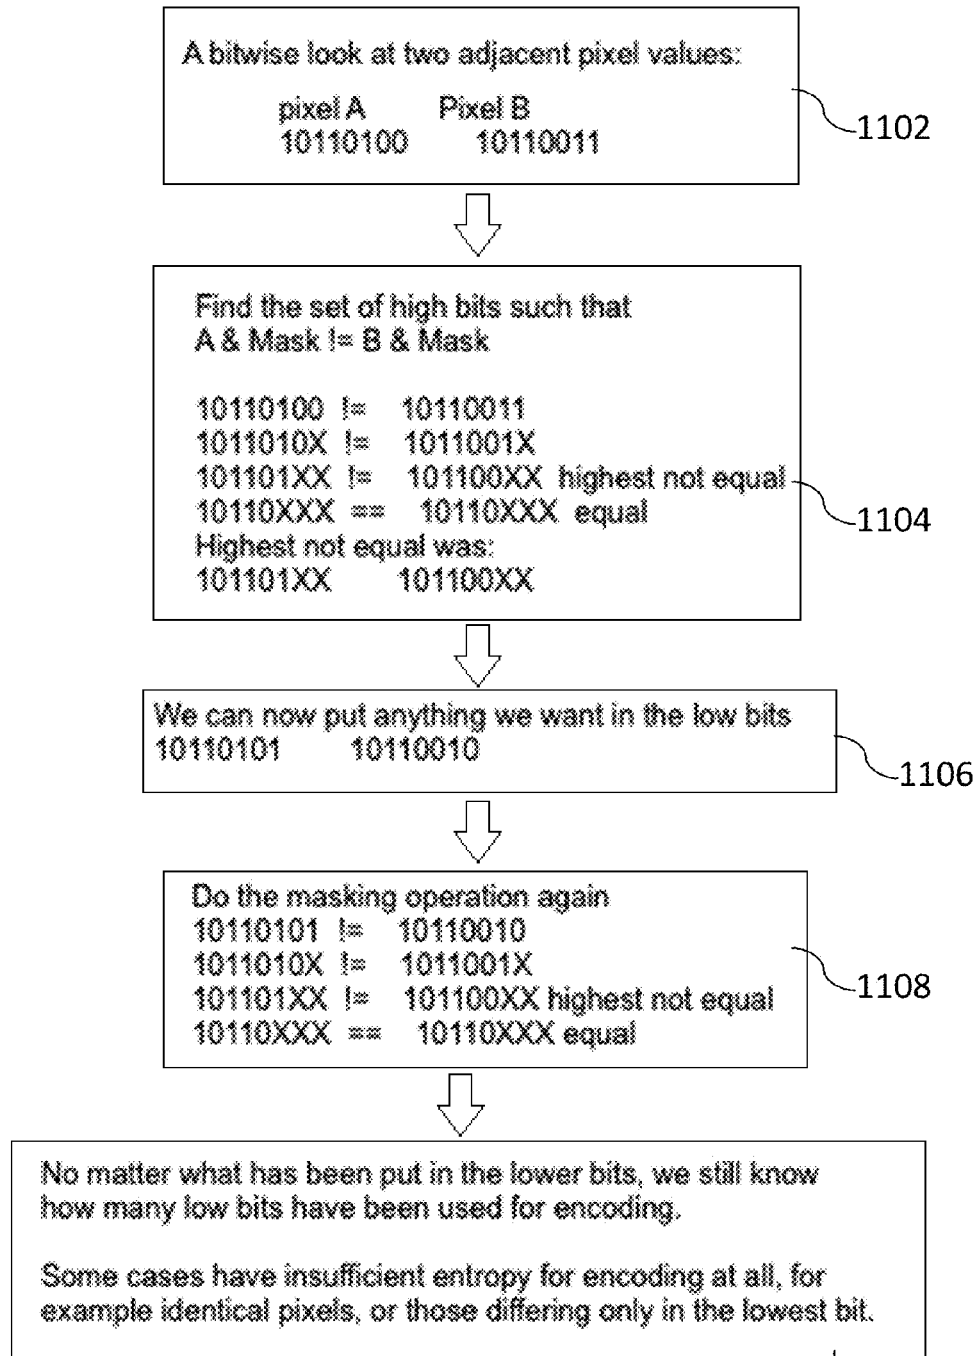 A bitwise look at two adjacent pixel values:
pixel A Pixel B
10110100 10110011
1102
Find the set of high bits such that
A & Mask != B & Mask
10110100 != 10110011
1011010X != 1011001X
101101XX != 101100XX highest not equal
10110XXX == 10110XXX equal
1104
Highest not equal was:
101101XX 101100XX
We can now put anything we want in the low bits
10110101 10110010
1106
Do the masking operation again
10110101 != 10110010
1011010X != 1011001X
101101XX != 101100XX highest not equal
1108
10110XXX == 10110XXX equal
No matter what has been put in the lower bits, we still know
how many low bits have been used for encoding.
Some cases have insufficient entropy for encoding at all, for
example identical pixels, or those differing only in the lowest bit.